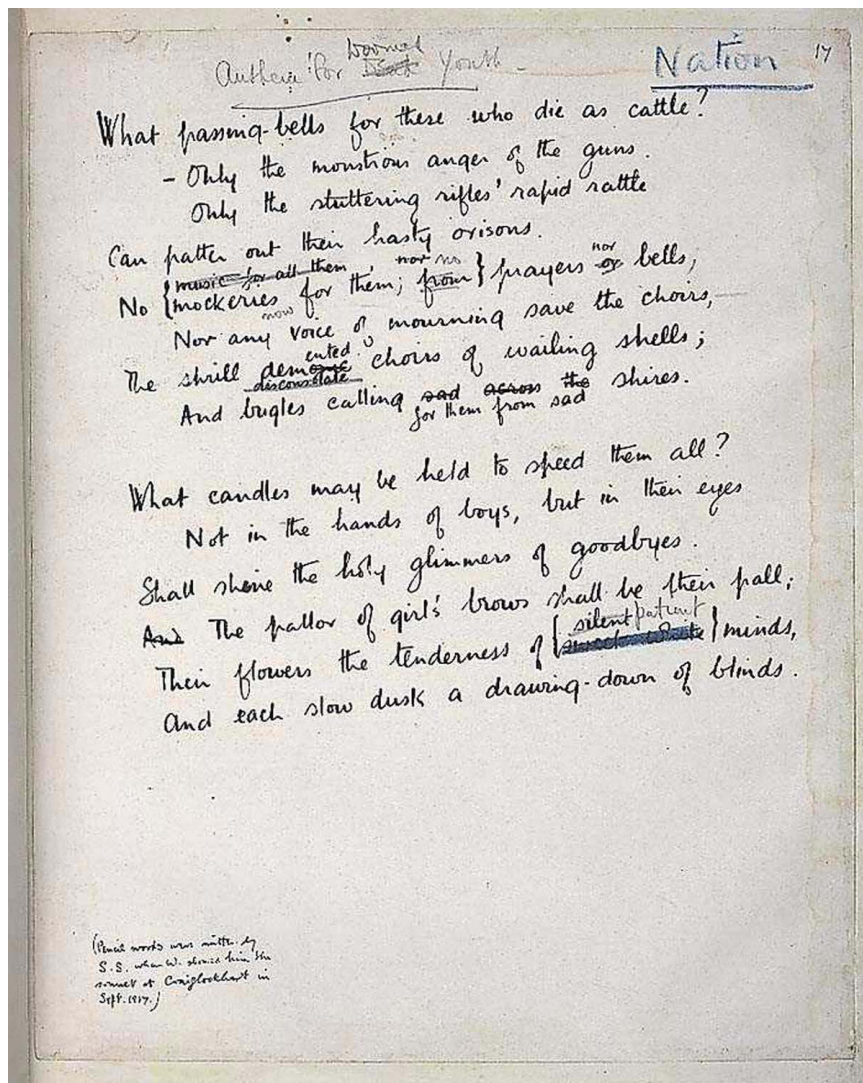 Anthem for Doomed Dead Youth -
Nation
17
What passing-bells for these who die as cattle?
- Only the monstrous anger of the guns.
Only the stuttering rifles' rapid rattle
Can patter out their hasty orisons.
music for all them nor no nor
No { mockeries for them; from } prayers or bells,
now
Nor any voice of mourning save the choirs,
ented
The shrill demonic choirs of wailing shells;
disconsolate
And bugles calling sad across the shires.
for them from sad
What candles may be held to speed them all?
Not in the hands of boys, but in their eyes
Shall shine the holy glimmers of goodbyes.
And The pallor of girls' brows shall be their pall;
silent patient
Their flowers the tenderness of { sweet white } minds,
And each slow dusk a drawing-down of blinds.
(Pencil words were written by
S.S. when W. showed him the
sonnet at Craiglockhart in
Sept. 1917.)